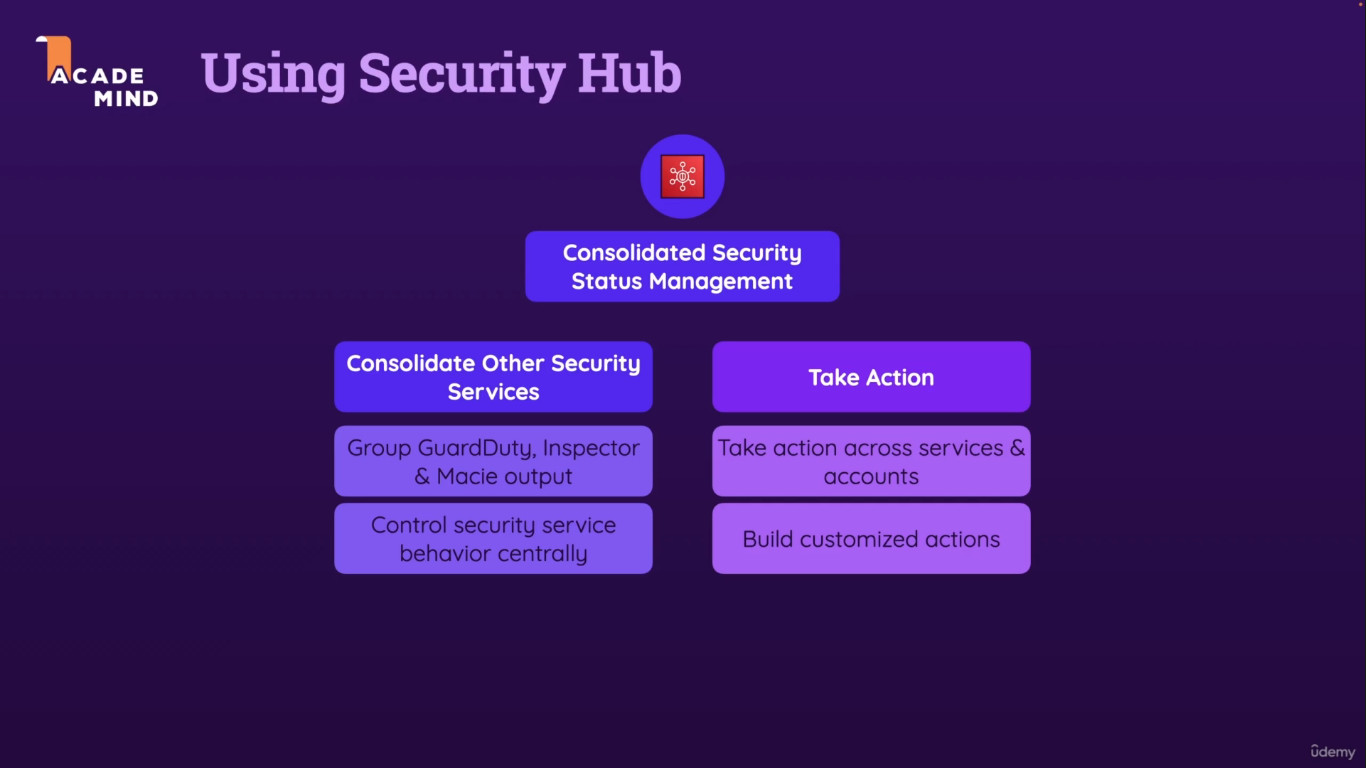 ACADE
MIND
Using Security Hub
Consolidated Security
Status Management
Consolidate Other Security
Services
Group GuardDuty, Inspector
& Macie output
Control security service
behavior centrally
Take Action
Take action across services &
accounts
Build customized actions
ûdemy